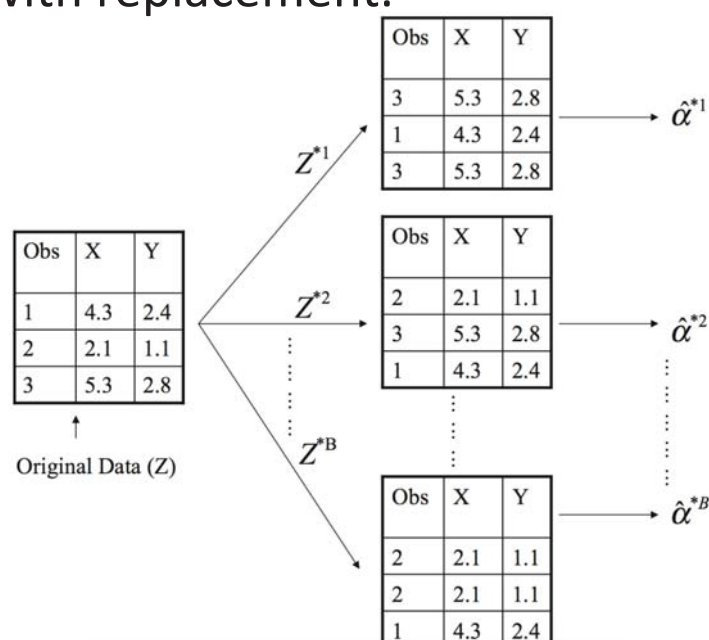 with replacement.
Obs X Y
3 5.3 2.8
1 4.3 2.4
3 5.3 2.8
α̂*1
Z*1
Obs X Y
1 4.3 2.4
2 2.1 1.1
3 5.3 2.8
Original Data (Z)
Z*2
Obs X Y
2 2.1 1.1
3 5.3 2.8
1 4.3 2.4
α̂*2
Z*B
Obs X Y
2 2.1 1.1
2 2.1 1.1
1 4.3 2.4
α̂*B